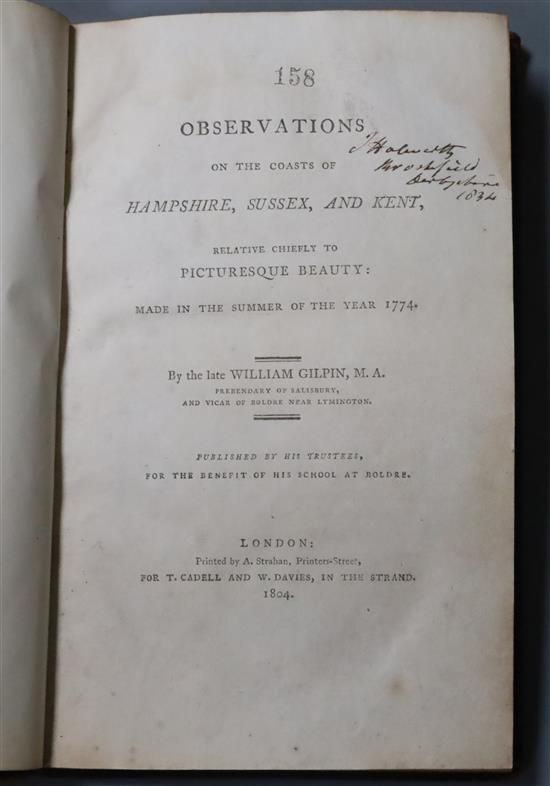 158
OBSERVATIONS
ON THE COASTS OF
HAMPSHIRE, SUSSEX, AND KENT,
RELATIVE CHIEFLY TO
PICTURESQUE BEAUTY:
MADE IN THE SUMMER OF THE YEAR 1774.
J Holworthy
Brookfield
Derbyshire
1834
By the late WILLIAM GILPIN, M. A.
PREBENDARY OF SALISBURY,
AND VICAR OF BOLDRE NEAR LYMINGTON.
PUBLISHED BY HIS TRUSTEES,
FOR THE BENEFIT OF HIS SCHOOL AT BOLDRE.
LONDON:
Printed by A. Strahan, Printers-Street,
FOR T. CADELL AND W. DAVIES, IN THE STRAND.
1804.